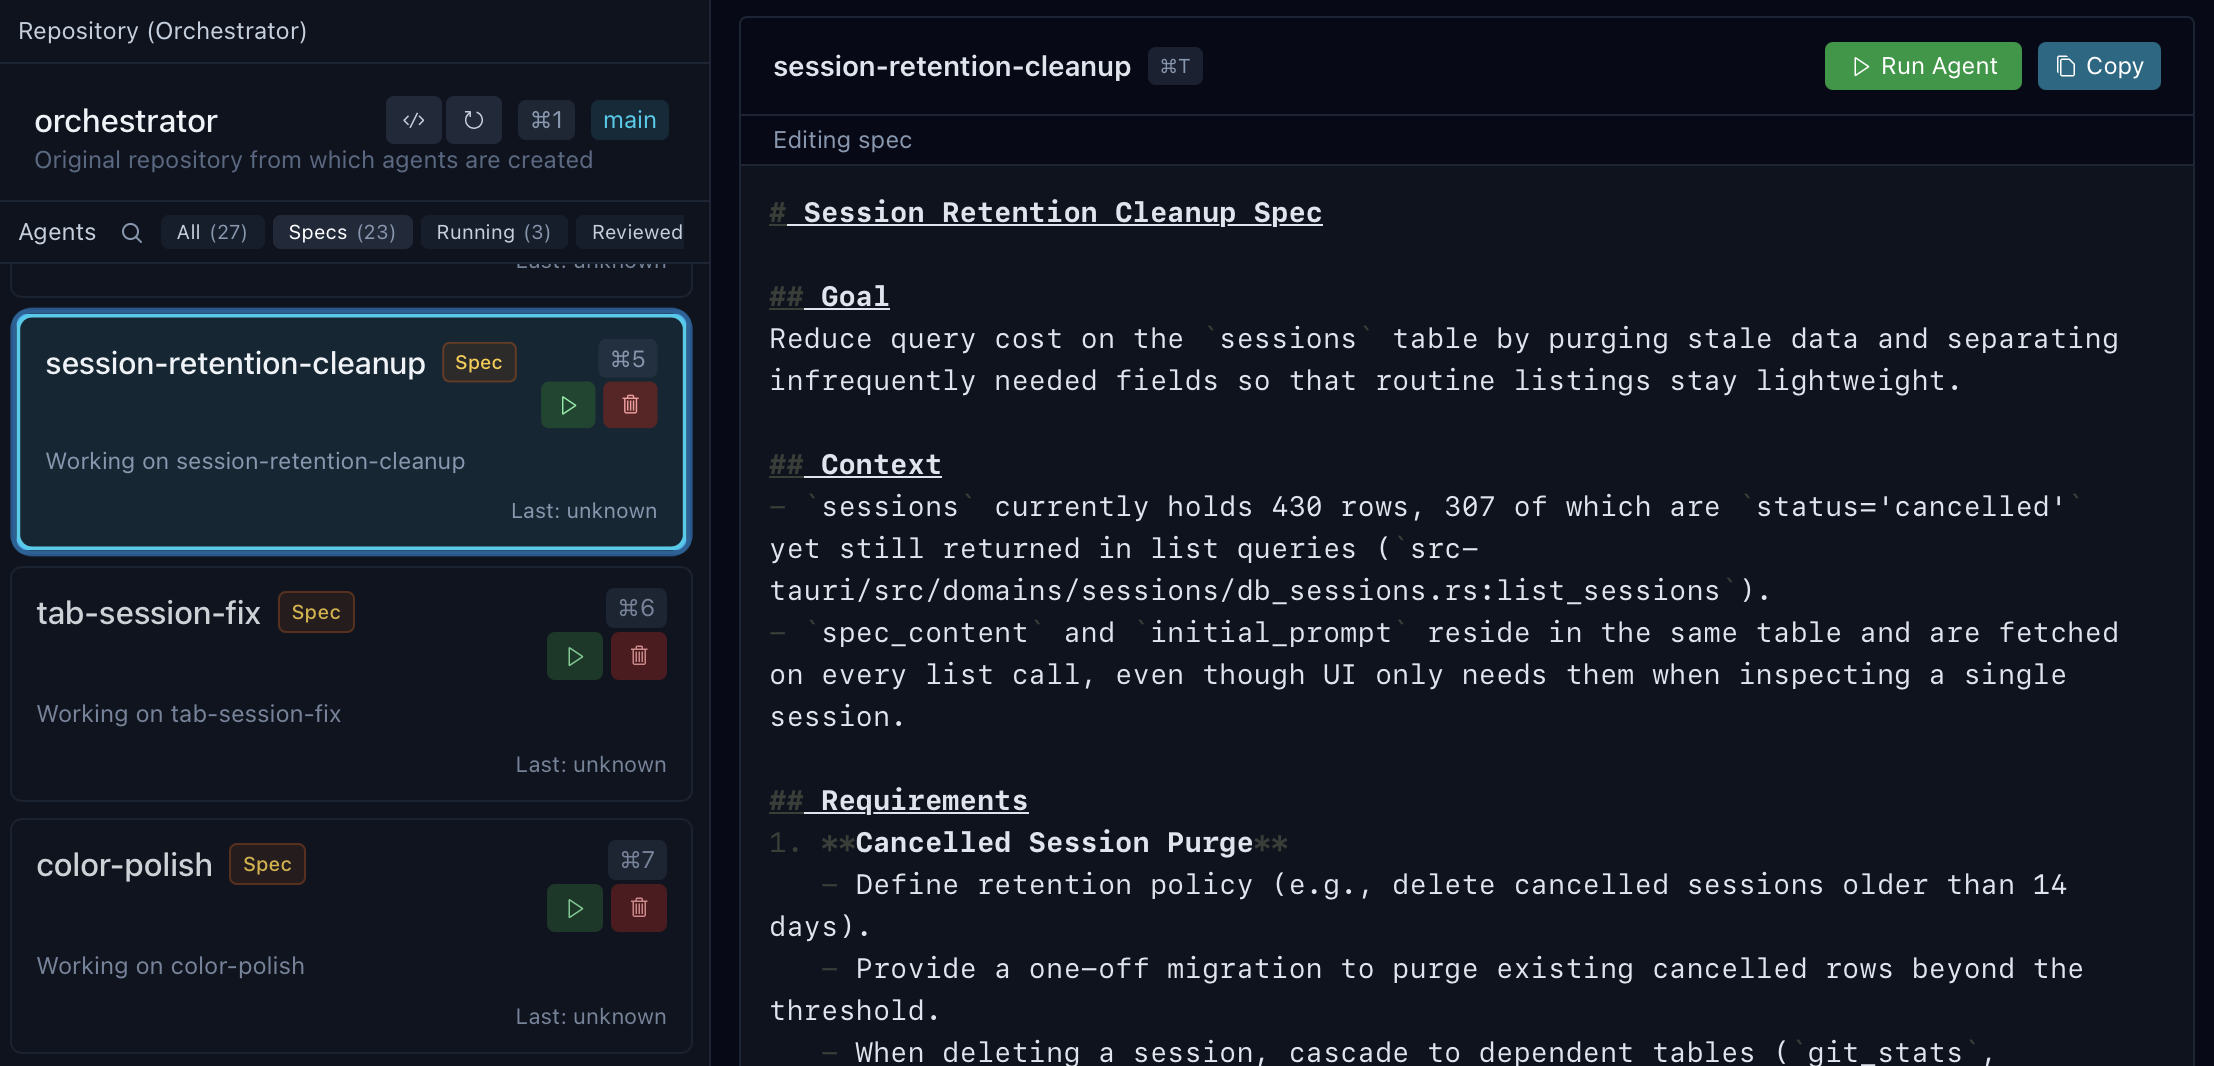 Repository (Orchestrator)
orchestrator
⌘1
main
Original repository from which agents are created
Agents
All (27)
Specs (23)
Running (3)
Reviewed
Last: unknown
session-retention-cleanup
Spec
⌘5
Working on session-retention-cleanup
Last: unknown
tab-session-fix
Spec
⌘6
Working on tab-session-fix
Last: unknown
color-polish
Spec
⌘7
Working on color-polish
Last: unknown
session-retention-cleanup
⌘T
Run Agent
Copy
Editing spec
# Session Retention Cleanup Spec
## Goal
Reduce query cost on the `sessions` table by purging stale data and separating
infrequently needed fields so that routine listings stay lightweight.
## Context
- `sessions` currently holds 430 rows, 307 of which are `status='cancelled'`
yet still returned in list queries (`src-
tauri/src/domains/sessions/db_sessions.rs:list_sessions`).
- `spec_content` and `initial_prompt` reside in the same table and are fetched
on every list call, even though UI only needs them when inspecting a single
session.
## Requirements
1. **Cancelled Session Purge**
- Define retention policy (e.g., delete cancelled sessions older than 14
days).
- Provide a one-off migration to purge existing cancelled rows beyond the
threshold.
- When deleting a session, cascade to dependent tables (`git_stats`,